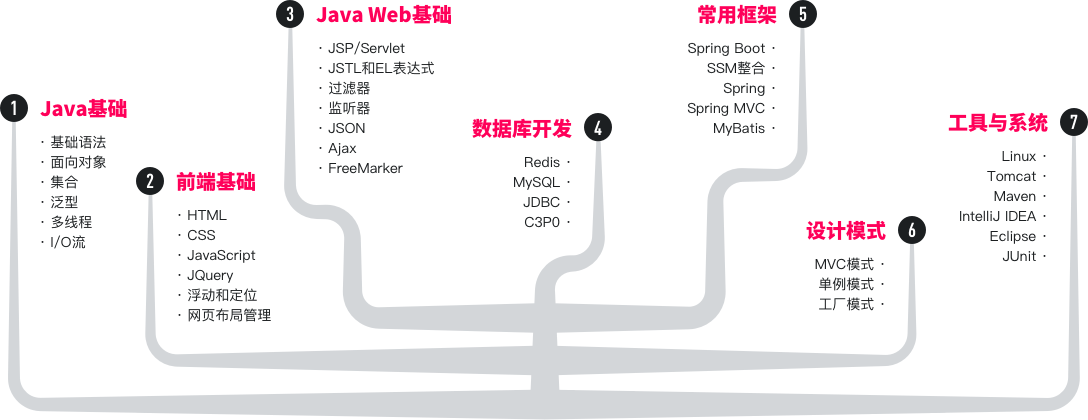 1
Java基础
· 基础语法
· 面向对象
· 集合
· 泛型
· 多线程
· I/O流
2
前端基础
· HTML
· CSS
· JavaScript
· JQuery
· 浮动和定位
· 网页布局管理
3
Java Web基础
· JSP/Servlet
· JSTL和EL表达式
· 过滤器
· 监听器
· JSON
· Ajax
· FreeMarker
数据库开发
4
Redis ·
MySQL ·
JDBC ·
C3P0 ·
常用框架
5
Spring Boot ·
SSM整合 ·
Spring ·
Spring MVC ·
MyBatis ·
设计模式
6
MVC模式 ·
单例模式 ·
工厂模式 ·
工具与系统
7
Linux ·
Tomcat ·
Maven ·
IntelliJ IDEA ·
Eclipse ·
JUnit ·